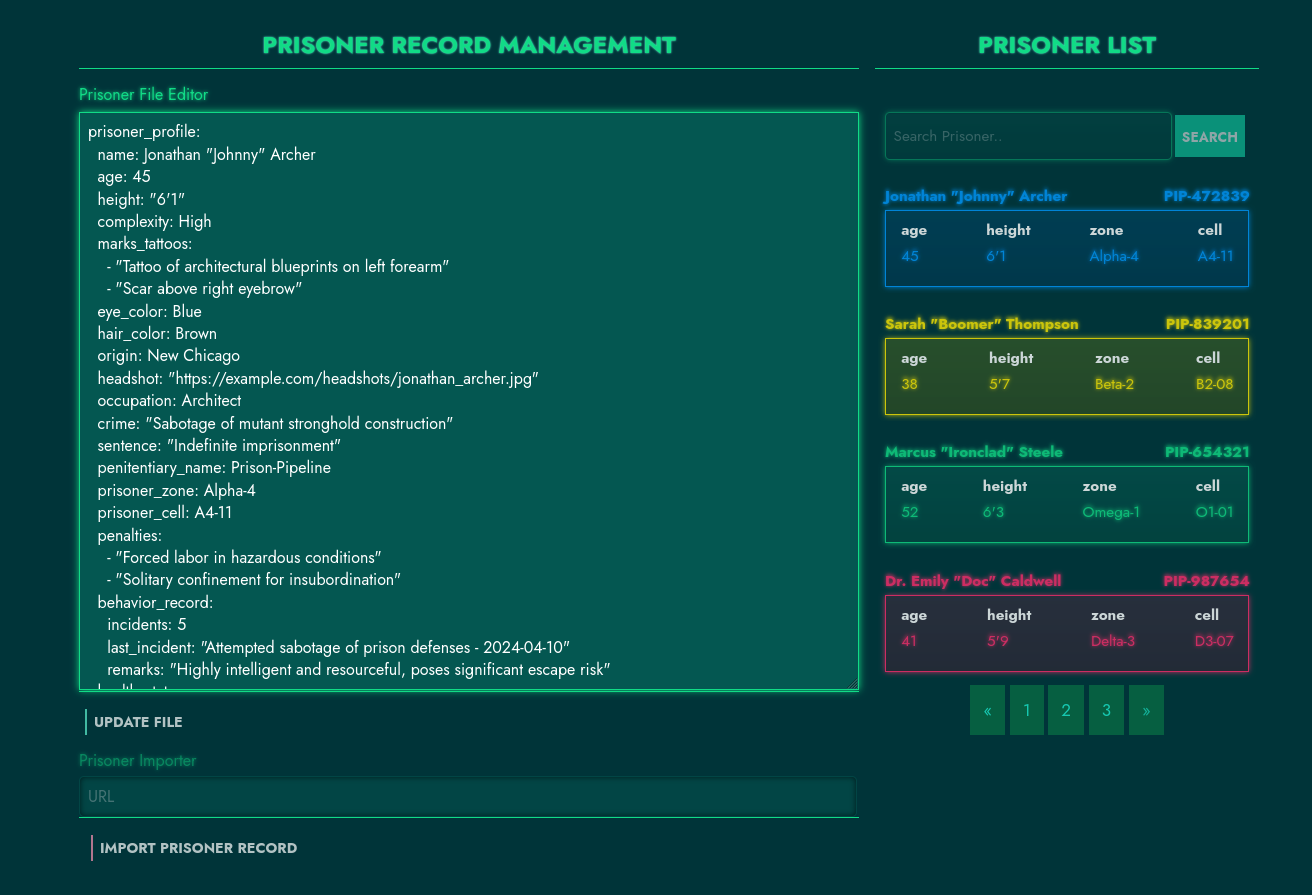 PRISONER RECORD MANAGEMENT
Prisoner File Editor
prisoner_profile:
name: Jonathan "Johnny" Archer
age: 45
height: "6'1"
complexity: High
marks_tattoos:
- "Tattoo of architectural blueprints on left forearm"
- "Scar above right eyebrow"
eye_color: Blue
hair_color: Brown
origin: New Chicago
headshot: "https://example.com/headshots/jonathan_archer.jpg"
occupation: Architect
crime: "Sabotage of mutant stronghold construction"
sentence: "Indefinite imprisonment"
penitentiary_name: Prison-Pipeline
prisoner_zone: Alpha-4
prisoner_cell: A4-11
penalties:
- "Forced labor in hazardous conditions"
- "Solitary confinement for insubordination"
behavior_record:
incidents: 5
last_incident: "Attempted sabotage of prison defenses - 2024-04-10"
remarks: "Highly intelligent and resourceful, poses significant escape risk"
UPDATE FILE
Prisoner Importer
URL
IMPORT PRISONER RECORD
PRISONER LIST
Search Prisoner.. SEARCH
Jonathan "Johnny" Archer PIP-472839
age height zone cell
45 6'1 Alpha-4 A4-11
Sarah "Boomer" Thompson PIP-839201
age height zone cell
38 5'7 Beta-2 B2-08
Marcus "Ironclad" Steele PIP-654321
age height zone cell
52 6'3 Omega-1 O1-01
Dr. Emily "Doc" Caldwell PIP-987654
age height zone cell
41 5'9 Delta-3 D3-07
« 1 2 3 »